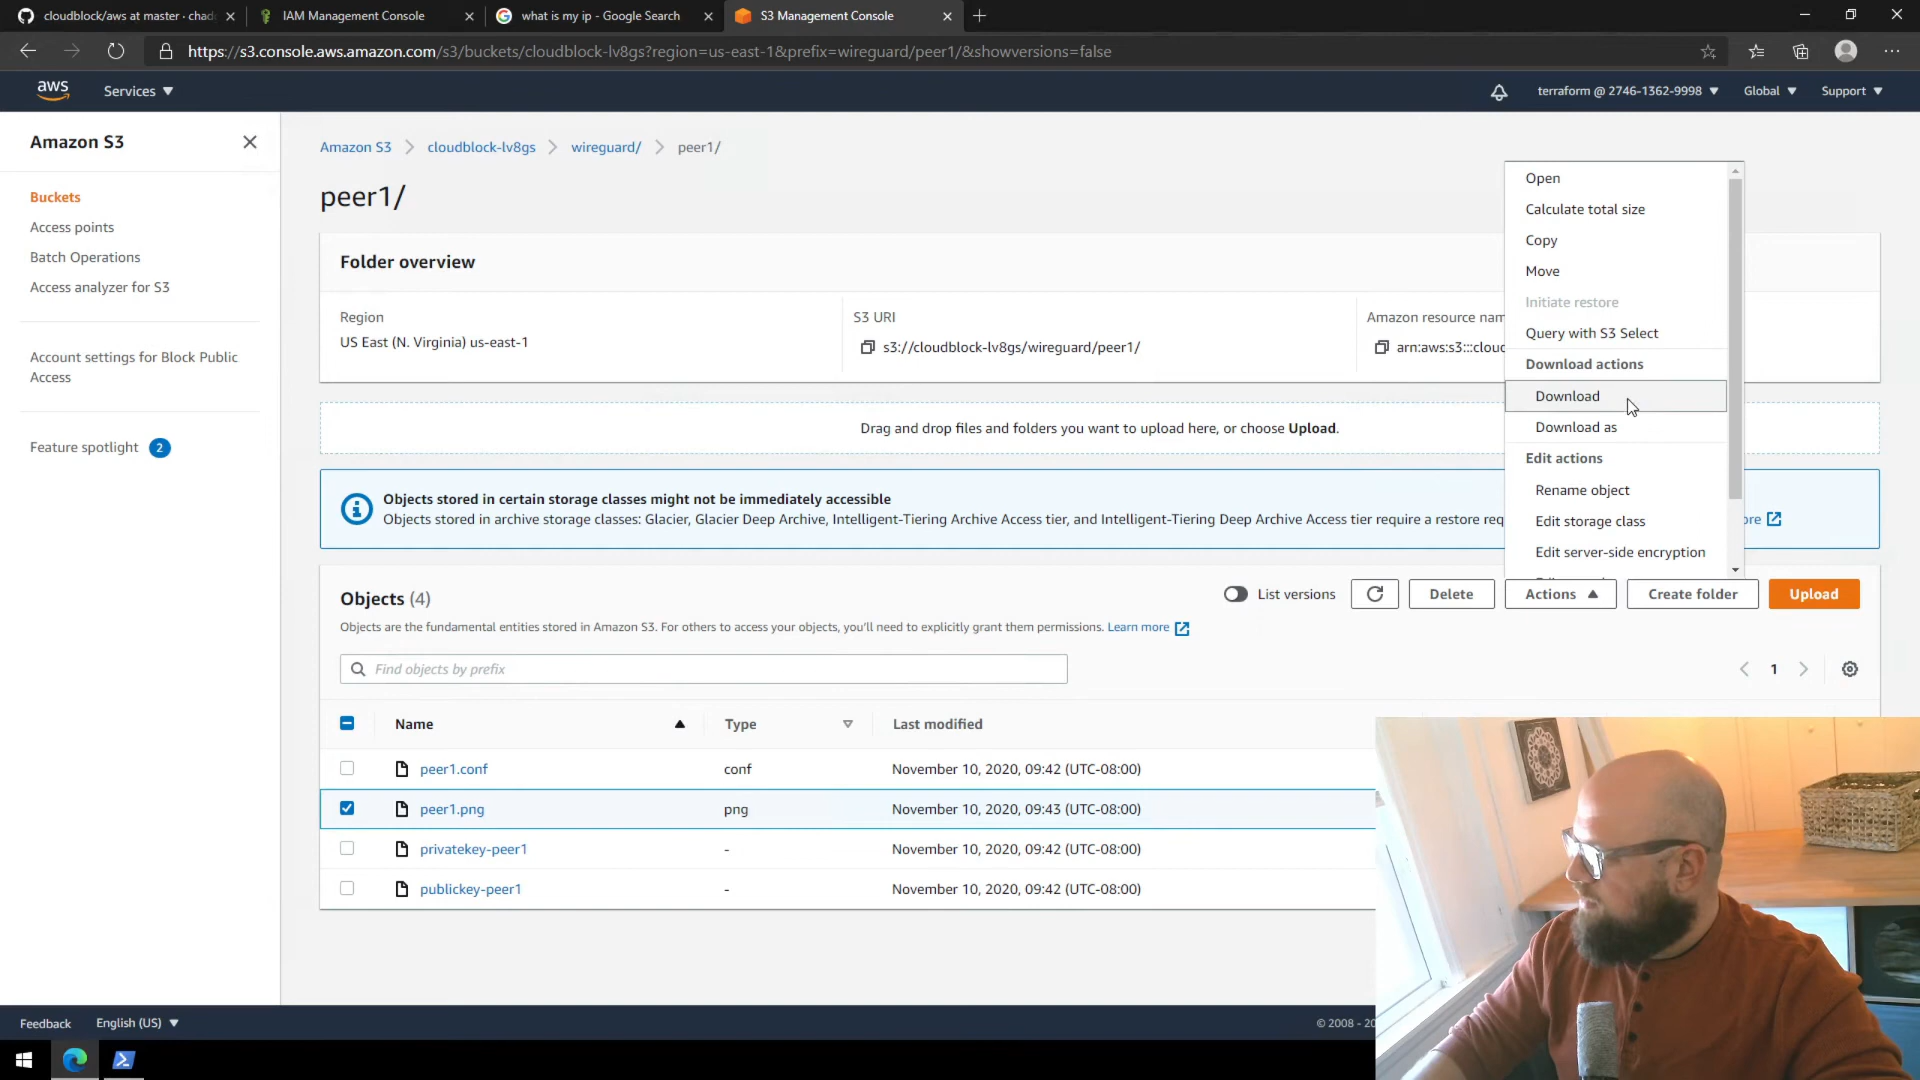 cloudblock/aws at master · chad
IAM Management Console
what is my ip - Google Search
S3 Management Console
https://s3.console.aws.amazon.com/s3/buckets/cloudblock-lv8gs?region=us-east-1&prefix=wireguard/peer1/&showversions=false
aws
Services
terraform @ 2746-1362-9998
Global
Support
Amazon S3
Buckets
Access points
Batch Operations
Access analyzer for S3
Account settings for Block Public
Access
Feature spotlight 2
Amazon S3 > cloudblock-lv8gs > wireguard/ > peer1/
peer1/
Folder overview
Region
US East (N. Virginia) us-east-1
S3 URI
s3://cloudblock-lv8gs/wireguard/peer1/
Amazon resource nam
arn:aws:s3:::cloud
Open
Calculate total size
Copy
Move
Initiate restore
Query with S3 Select
Download actions
Download
Download as
Edit actions
Rename object
Edit storage class
Edit server-side encryption
Drag and drop files and folders you want to upload here, or choose Upload.
Objects stored in certain storage classes might not be immediately accessible
Objects stored in archive storage classes: Glacier, Glacier Deep Archive, Intelligent-Tiering Archive Access tier, and Intelligent-Tiering Deep Archive Access tier require a restore req
ore
Objects (4)
List versions
Delete
Actions
Create folder
Upload
Objects are the fundamental entities stored in Amazon S3. For others to access your objects, you'll need to explicitly grant them permissions. Learn more
Find objects by prefix
1
Name
Type
Last modified
peer1.conf conf November 10, 2020, 09:42 (UTC-08:00)
peer1.png png November 10, 2020, 09:43 (UTC-08:00)
privatekey-peer1 - November 10, 2020, 09:42 (UTC-08:00)
publickey-peer1 - November 10, 2020, 09:42 (UTC-08:00)
Feedback
English (US)
© 2008 - 20